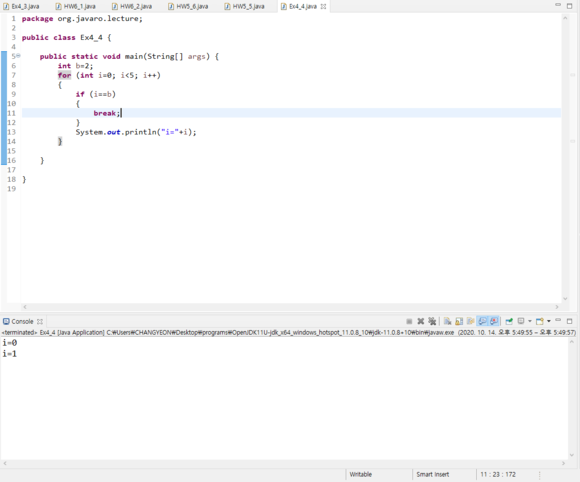 Ex4_3.java HW6_1.java HW6_2.java HW5_6.java HW5_5.java Ex4_4.java
1 package org.javaro.lecture;
2
3 public class Ex4_4 {
4
5 public static void main(String[] args) {
6 int b=2;
7 for (int i=0; i<5; i++)
8 {
9 if (i==b)
10 {
11 break;
12 }
13 System.out.println("i="+i);
14 }
15
16 }
17
18 }
19
Console
<terminated> Ex4_4 [Java Application] C:₩Users₩CHANGYEON₩Desktop₩programs₩OpenJDK11U-jdk_x64_windows_hotspot_11.0.8_10₩jdk-11.0.8+10₩bin₩javaw.exe (2020. 10. 14. 오후 5:49:55 – 오후 5:49:57)
i=0
i=1
Writable Smart Insert 11 : 23 : 172